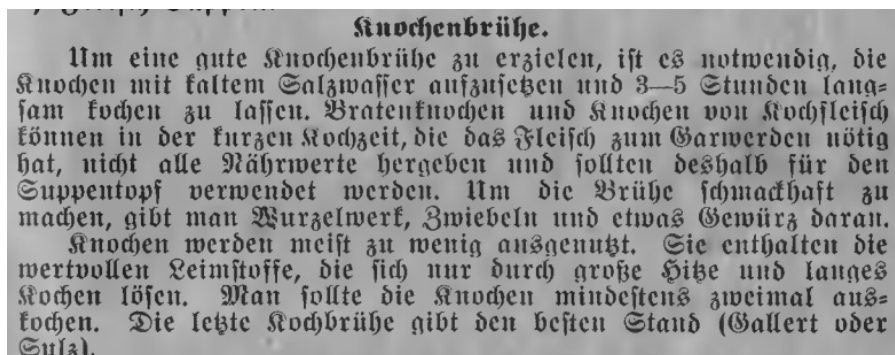 Knochenbrühe.
Um eine gute Knochenbrühe zu erzielen, ist es notwendig, die
Knochen mit kaltem Salzwasser aufzusetzen und 3—5 Stunden lang=
sam kochen zu lassen. Bratenknochen und Knochen von Kochfleisch
können in der kurzen Kochzeit, die das Fleisch zum Garwerden nötig
hat, nicht alle Nährwerte hergeben und sollten deshalb für den
Suppentopf verwendet werden. Um die Brühe schmackhaft zu
machen, gibt man Wurzelwerk, Zwiebeln und etwas Gewürz daran.
Knochen werden meist zu wenig ausgenutzt. Sie enthalten die
wertvollen Leimstoffe, die sich nur durch große Hitze und langes
Kochen lösen. Man sollte die Knochen mindestens zweimal aus=
kochen. Die letzte Kochbrühe gibt den besten Stand (Gallert oder
Sulz).